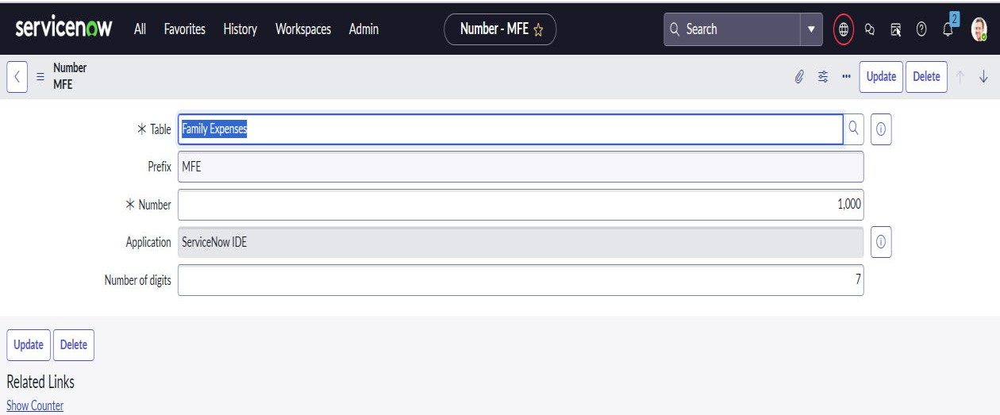 servicenow All Favorites History Workspaces Admin Number - MFE Search 2
Number
MFE
Update Delete
* Table Family Expenses
Prefix MFE
* Number 1,000
Application ServiceNow IDE
Number of digits 7
Update Delete
Related Links
Show Counter